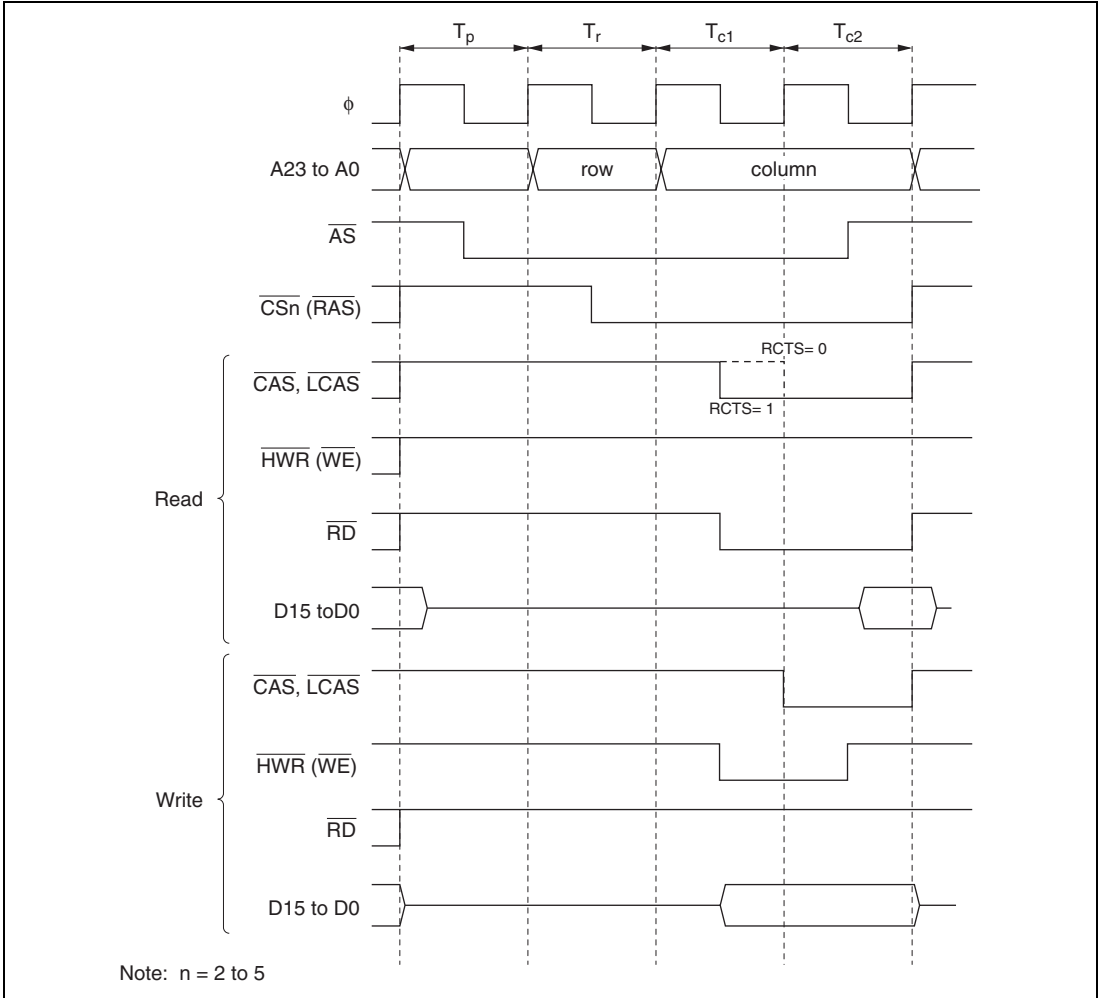 Tp Tr Tc1 Tc2
ϕ
A23 to A0 row column
AS
CSn (RAS)
RCTS= 0
CAS, LCAS
RCTS= 1
HWR (WE)
Read
RD
D15 toD0
CAS, LCAS
HWR (WE)
Write
RD
D15 to D0
Note: n = 2 to 5